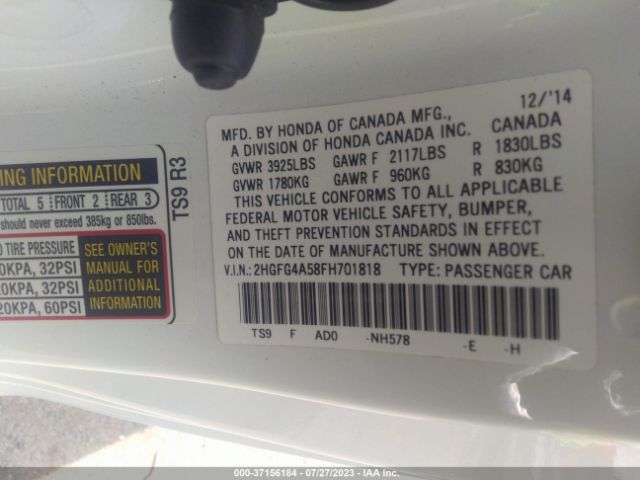 12/'14
MFD. BY HONDA OF CANADA MFG.,
A DIVISION OF HONDA CANADA INC. CANADA
GVWR 3925LBS GAWR F 2117LBS R 1830LBS
GVWR 1780KG GAWR F 960KG R 830KG
THIS VEHICLE CONFORMS TO ALL APPLICABLE
FEDERAL MOTOR VEHICLE SAFETY, BUMPER,
AND THEFT PREVENTION STANDARDS IN EFFECT
ON THE DATE OF MANUFACTURE SHOWN ABOVE.
V.I.N.: 2HGFG4A58FH701818 TYPE: PASSENGER CAR
TS9 F AD0 -NH578 -E -H
TS9 R3
NG INFORMATION
TOTAL 5 FRONT 2 REAR 3
should never exceed 385kg or 850lbs.
TIRE PRESSURE
0KPA, 32PSI
0KPA, 32PSI
20KPA, 60PSI
SEE OWNER'S
MANUAL FOR
ADDITIONAL
INFORMATION
000-37156184 - 07/27/2023 - IAA Inc.